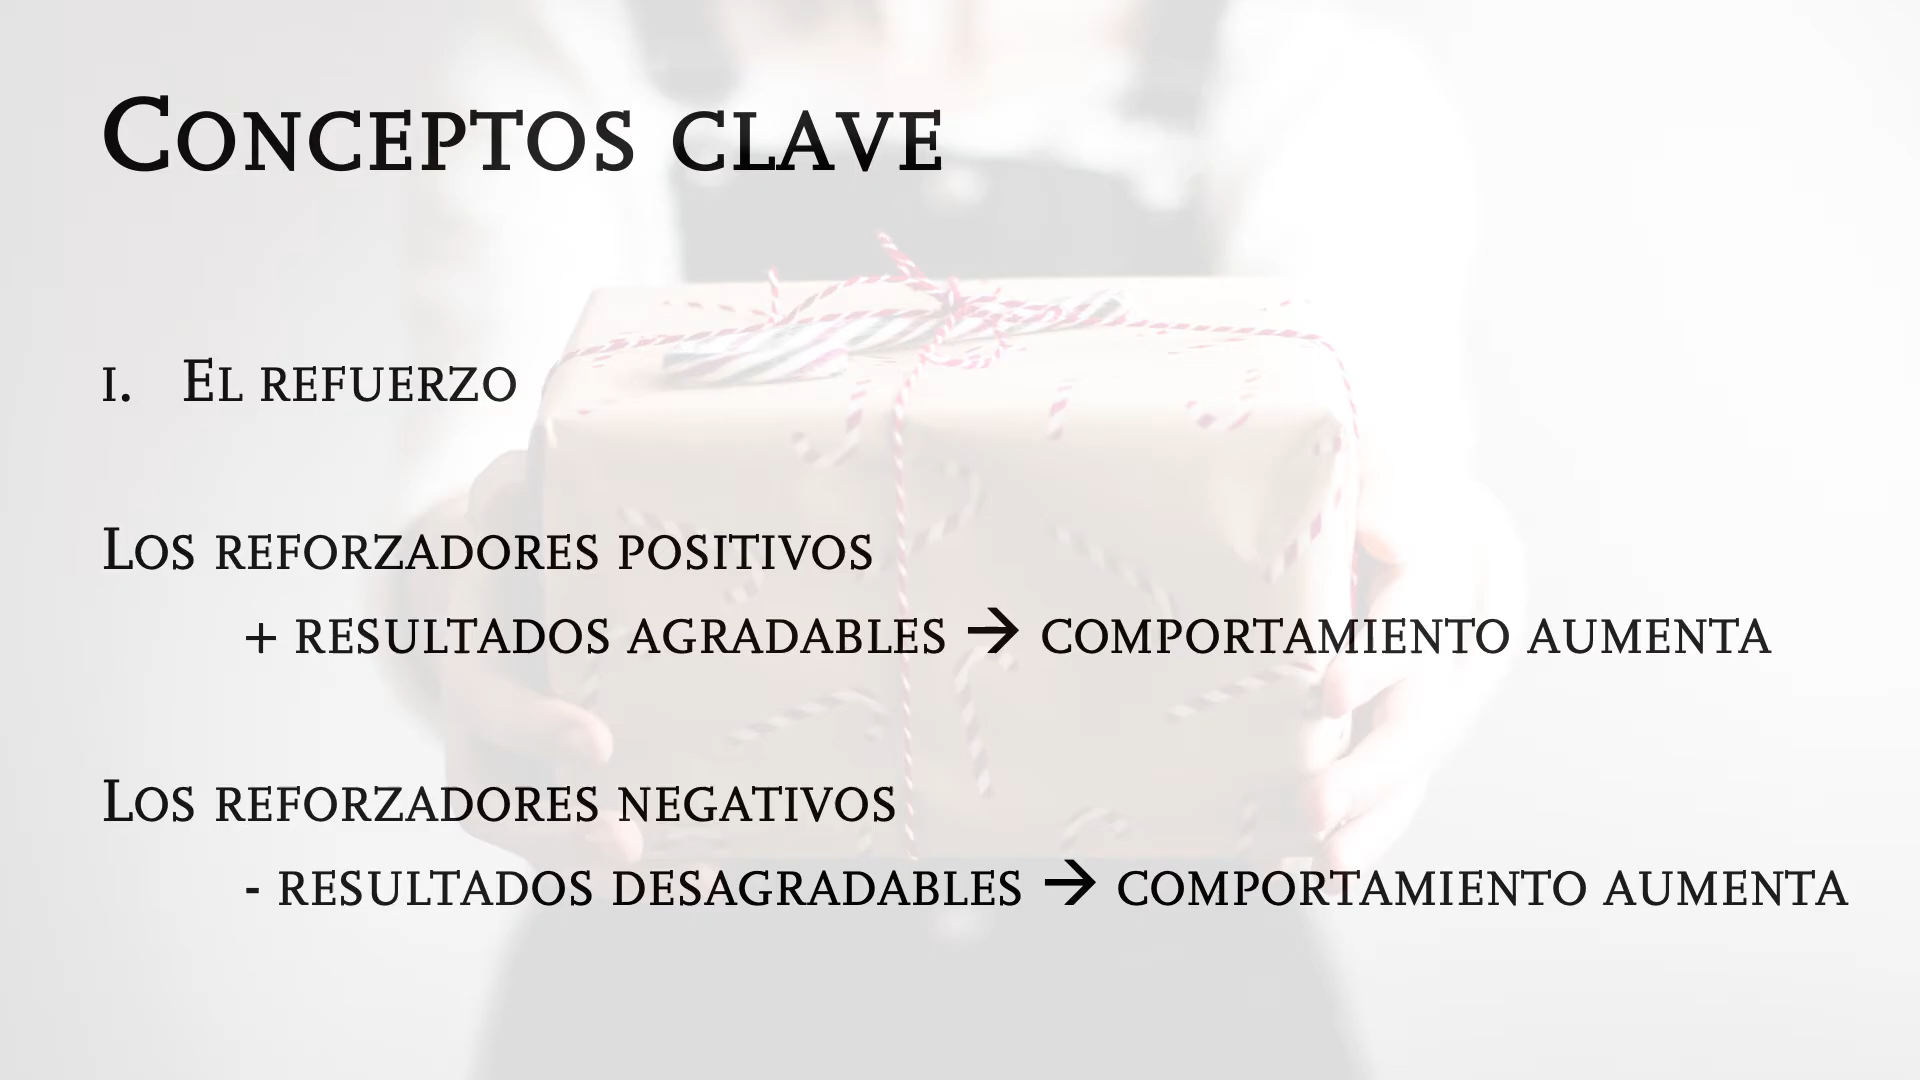 Conceptos clave
I. El refuerzo
Los reforzadores positivos
+ resultados agradables → comportamiento aumenta
Los reforzadores negativos
- resultados desagradables → comportamiento aumenta